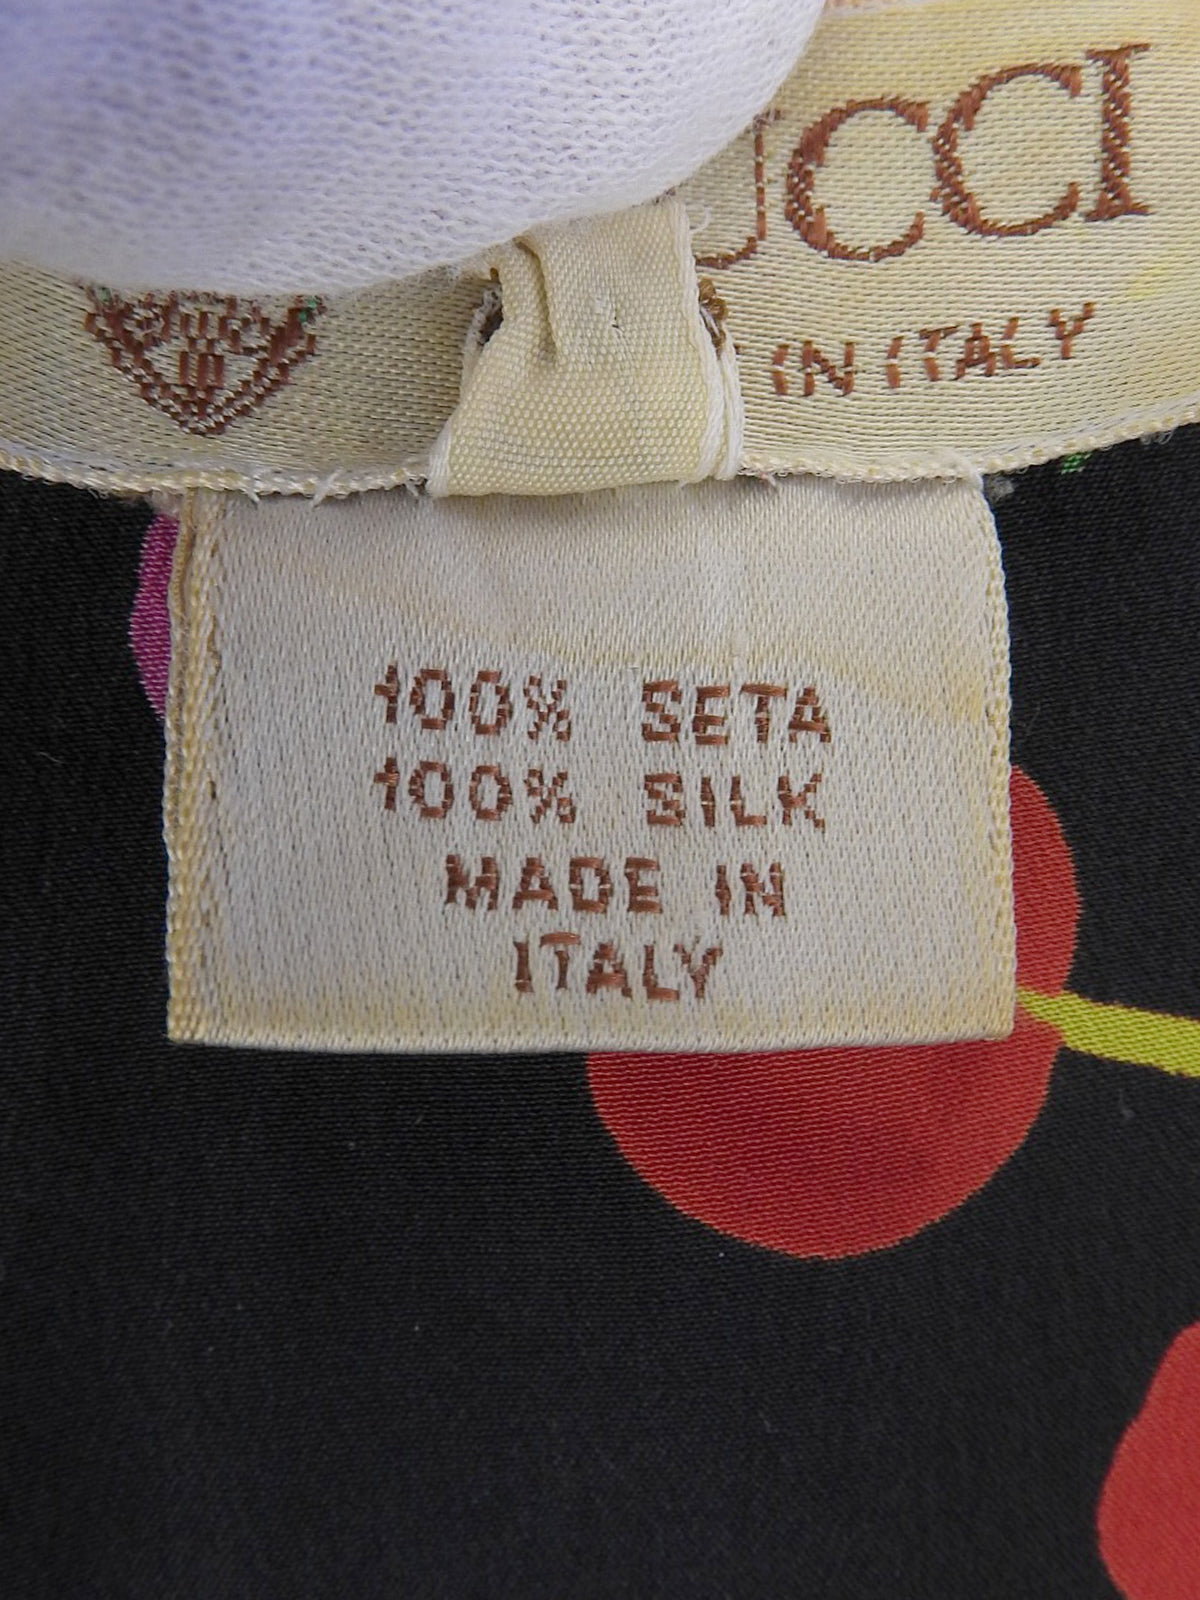 UCCI
IN ITALY
100% SETA
100% SILK
MADE IN
ITALY